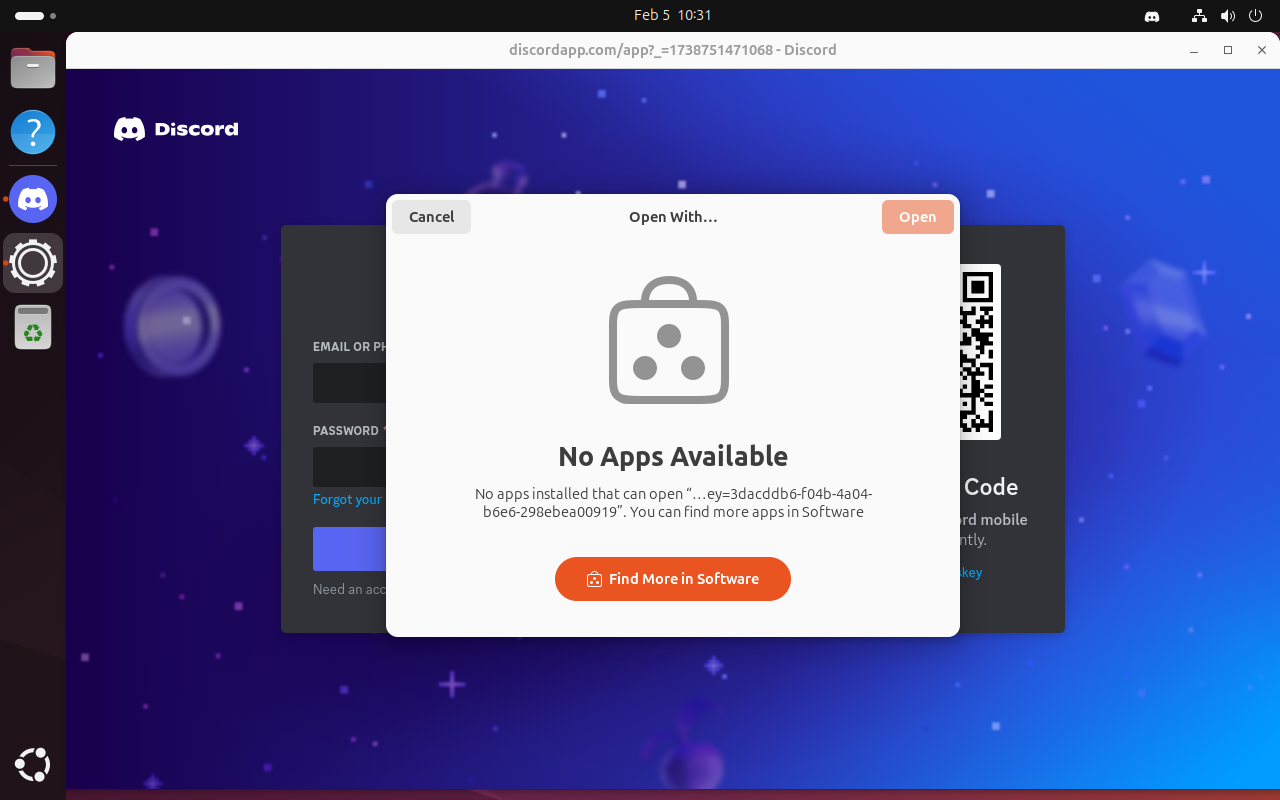 Feb 5 10:31
discordapp.com/app?_=1738751471068 - Discord
Discord
Cancel
Open With…
Open
EMAIL OR PH
PASSWORD *
Forgot your
Need an acc
No Apps Available
No apps installed that can open “…ey=3dacddb6-f04b-4a04-
b6e6-298ebea00919”. You can find more apps in Software
Find More in Software
Code
ord mobile
ntly.
skey